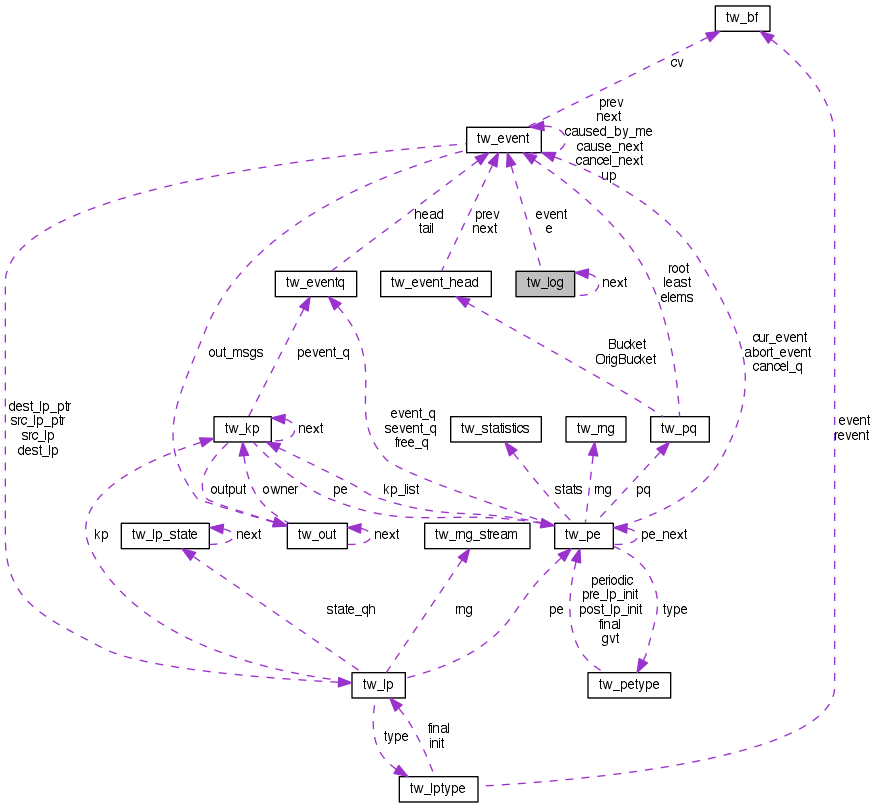 tw_bf
cv
prev
next
caused_by_me
cause_next
cancel_next
up
tw_event
head
tail
prev
next
event
e
tw_eventq
tw_event_head
tw_log
next
root
least
elems
out_msgs
pevent_q
Bucket
OrigBucket
cur_event
abort_event
cancel_q
dest_lp_ptr
src_lp_ptr
src_lp
dest_lp
event_q
sevent_q
free_q
event
revent
tw_kp
next
tw_statistics
tw_rng
tw_pq
output
owner
pe
kp_list
stats
rng
pq
kp
tw_lp_state
next
tw_out
next
tw_rng_stream
tw_pe
pe_next
state_qh
rng
pe
periodic
pre_lp_init
post_lp_init
final
gvt
type
tw_lp
tw_petype
type
final
init
tw_lptype